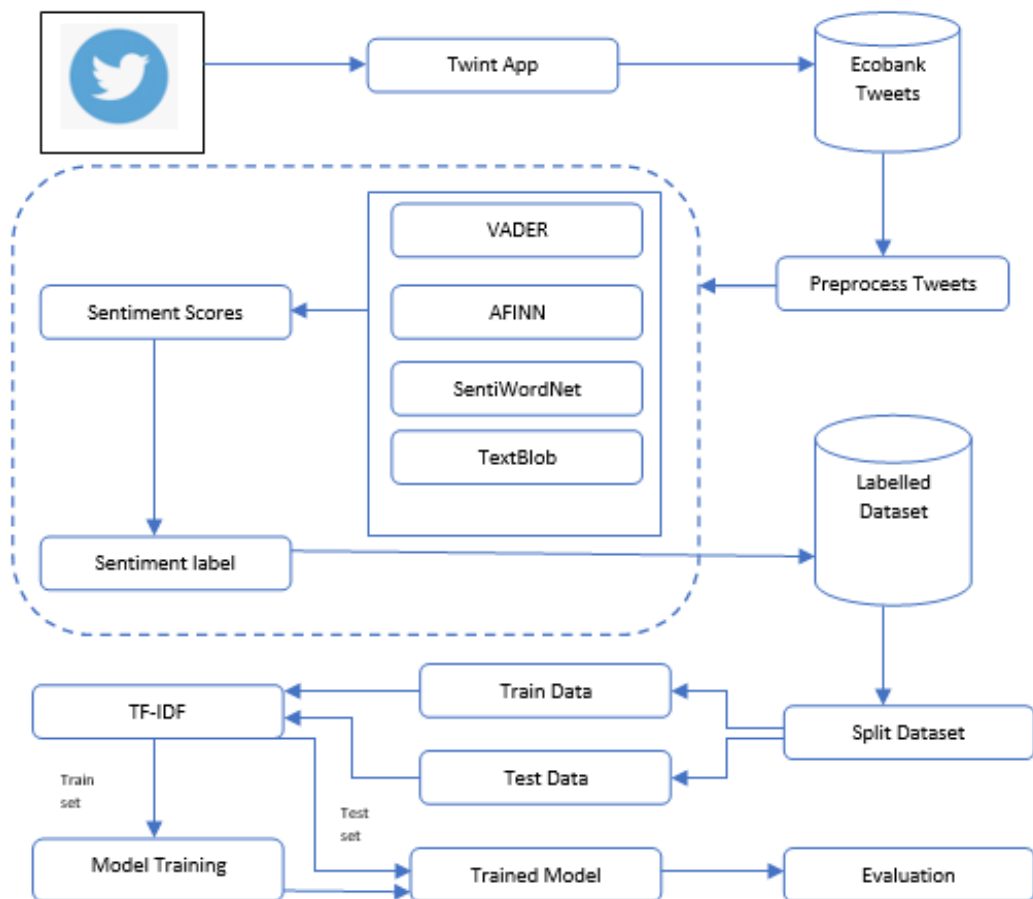 Twint App
Ecobank
Tweets
VADER
Preprocess Tweets
Sentiment Scores
AFINN
SentiWordNet
TextBlob
Labelled
Dataset
Sentiment label
Train Data
TF-IDF
Split Dataset
Test Data
Train
set
Test
set
Model Training
Trained Model
Evaluation